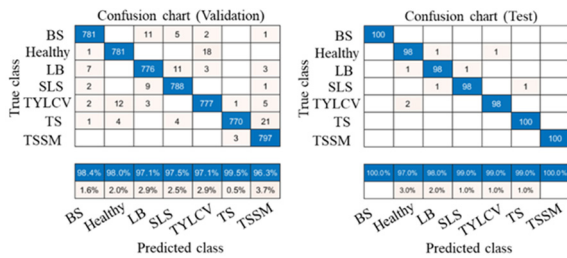 Confusion chart (Validation)
BS 781 11 5 2 1
Healthy 1 781 18
LB 7 776 11 3 3
SLS 2 9 788 1
TYLCV 2 12 3 777 1 5
TS 1 4 4 770 21
TSSM 3 797
True class
98.4% 98.0% 97.1% 97.5% 97.1% 99.5% 96.3%
1.6% 2.0% 2.9% 2.5% 2.9% 0.5% 3.7%
BS Healthy LB SLS TYLCV TS TSSM
Predicted class
Confusion chart (Test)
BS 100
Healthy 98 1 1
LB 1 98 1
SLS 1 98 1
TYLCV 2 98
TS 100
TSSM 100
True class
100.0% 97.0% 98.0% 99.0% 99.0% 99.0% 100.0%
3.0% 2.0% 1.0% 1.0% 1.0%
BS Healthy LB SLS TYLCV TS TSSM
Predicted class